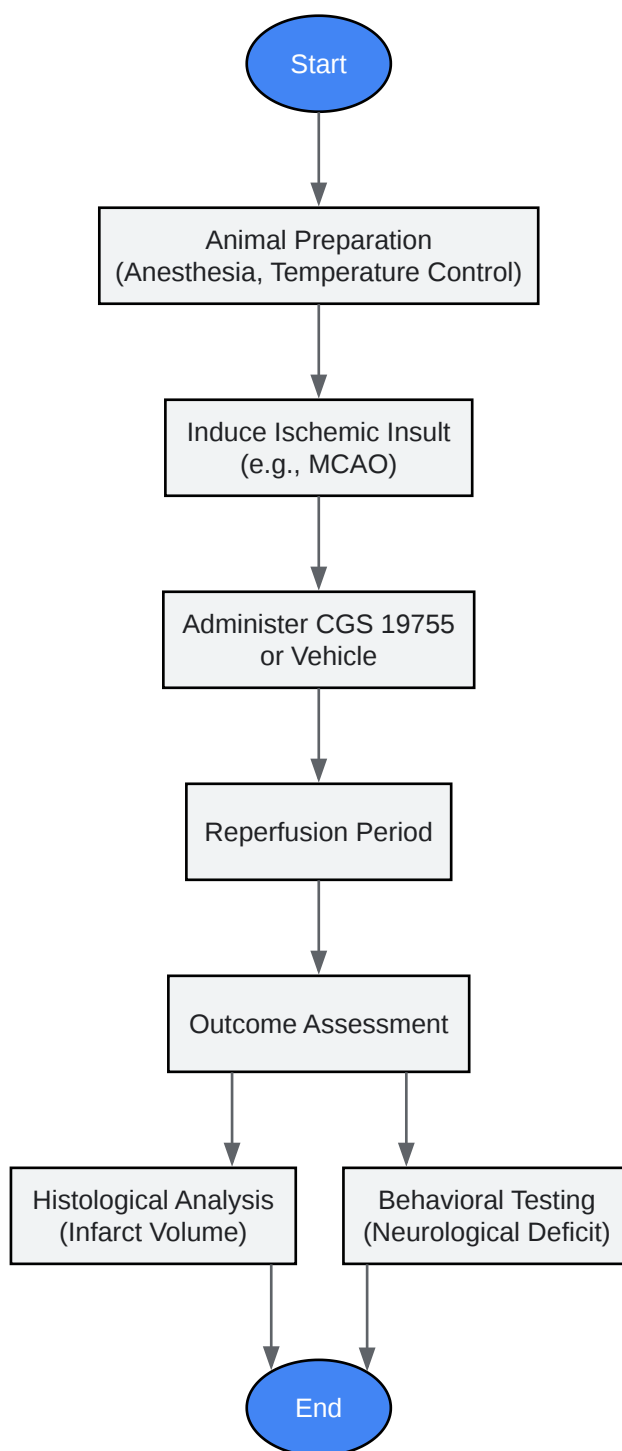 Start
Animal Preparation
(Anesthesia, Temperature Control)
Induce Ischemic Insult
(e.g., MCAO)
Administer CGS 19755
or Vehicle
Reperfusion Period
Outcome Assessment
Histological Analysis
(Infarct Volume)
Behavioral Testing
(Neurological Deficit)
End